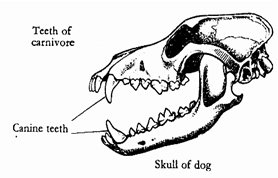 Teeth of
carnivore
Canine teeth
Skull of dog